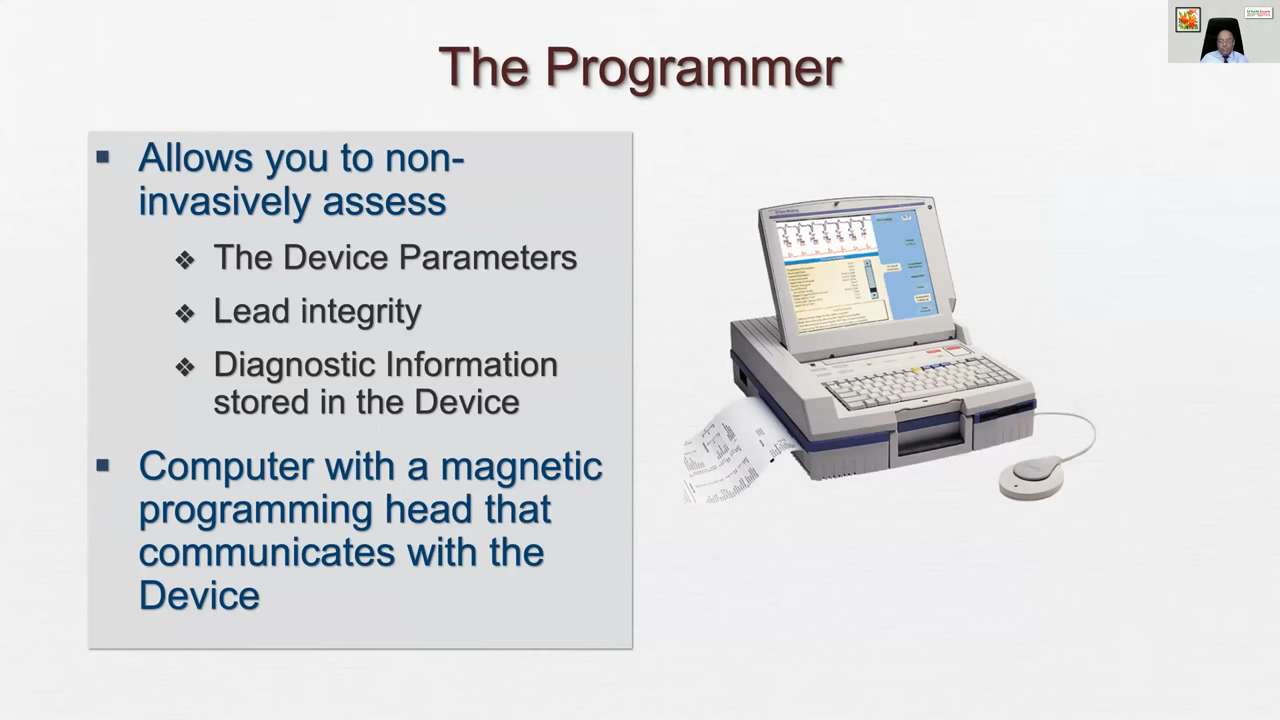 The Programmer
Allows you to non-
invasively assess
The Device Parameters
Lead integrity
Diagnostic Information
stored in the Device
Computer with a magnetic
programming head that
communicates with the
Device